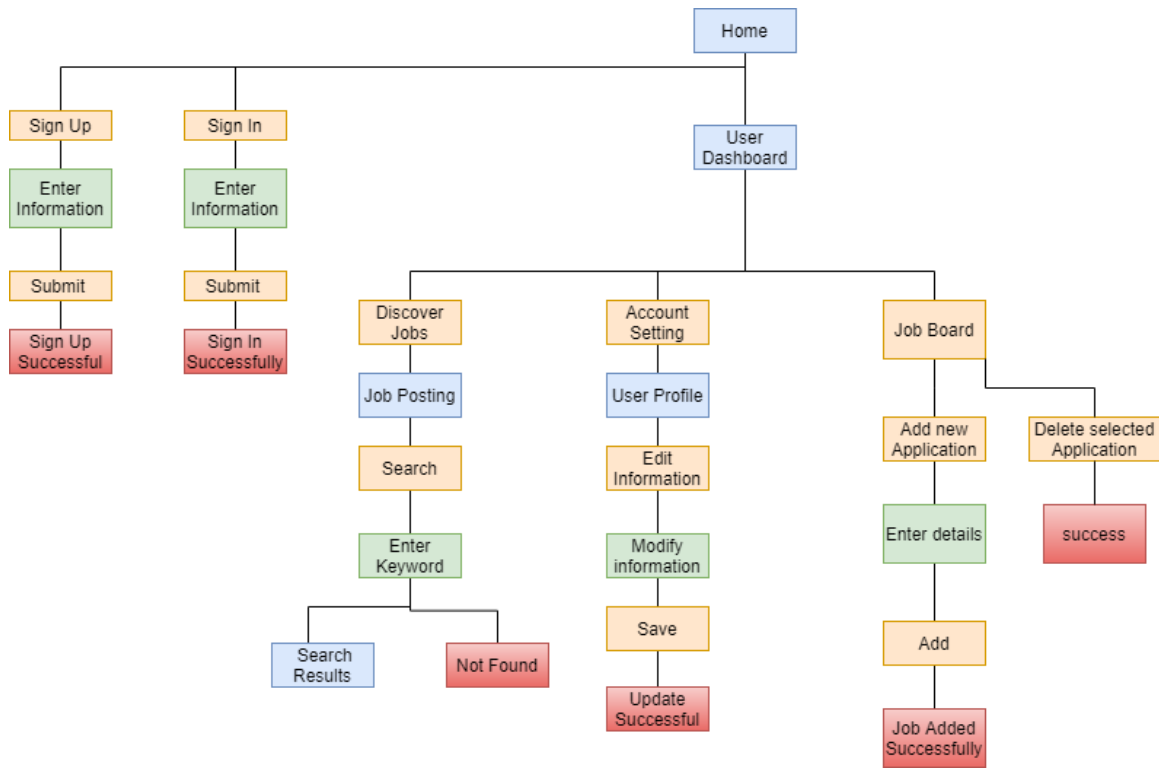 Home
Sign Up
Sign In
User
Dashboard
Enter
Information
Enter
Information
Submit
Submit
Sign Up
Successful
Sign In
Successfully
Discover
Jobs
Account
Setting
Job Board
Job Posting
User Profile
Add new
Application
Delete selected
Application
Search
Edit
Information
Enter details
success
Enter
Keyword
Modify
information
Save
Add
Search
Results
Not Found
Update
Successful
Job Added
Successfully